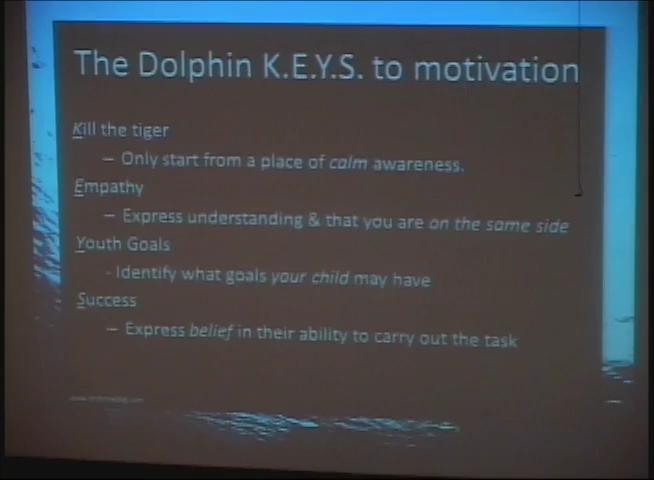 The Dolphin K.E.Y.S. to motivation
Kill the tiger
– Only start from a place of calm awareness.
Empathy
– Express understanding & that you are on the same side
Youth Goals
- Identify what goals your child may have
Success
– Express belief in their ability to carry out the task